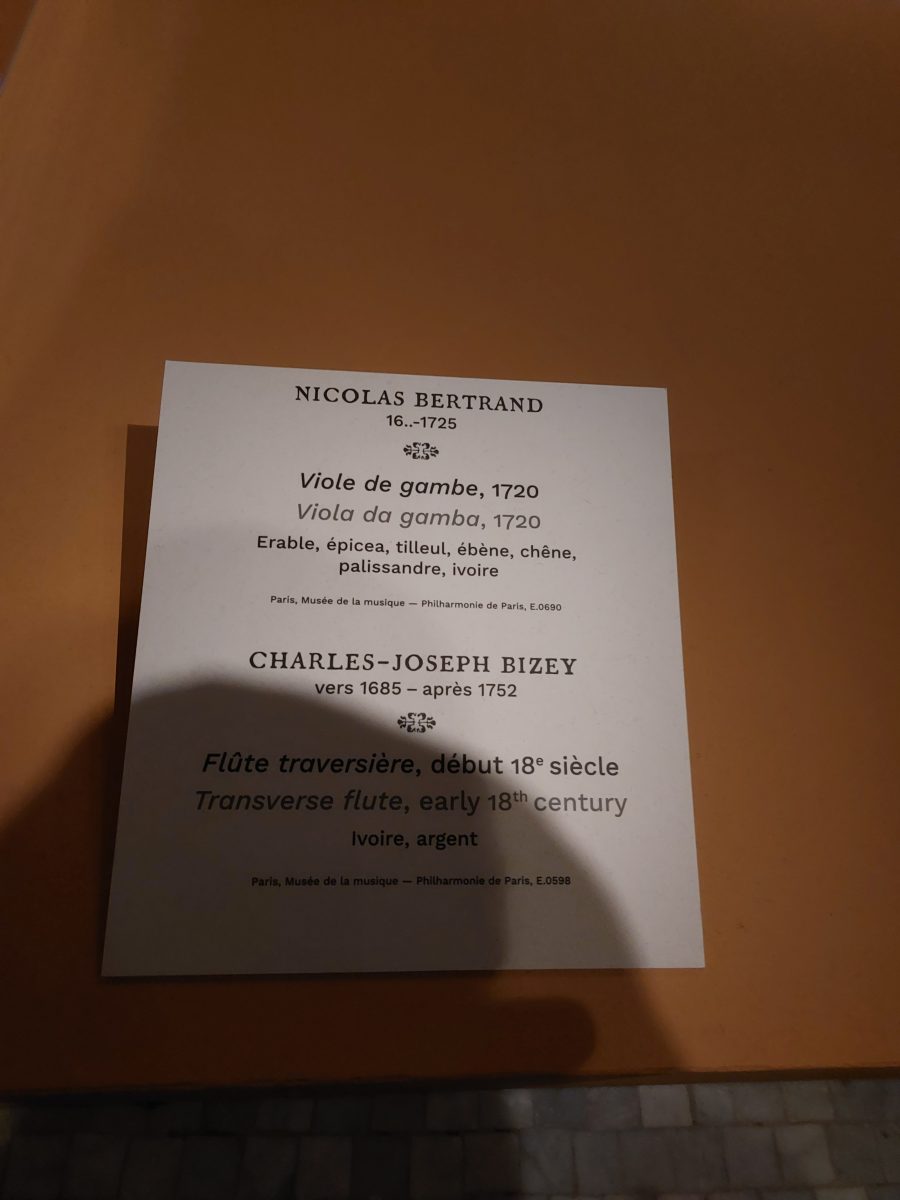 NICOLAS BERTRAND
16..-1725
Viole de gambe, 1720
Viola da gamba, 1720
Erable, épicea, tilleul, ébène, chêne,
palissandre, ivoire
Paris, Musée de la musique — Philharmonie de Paris, E.0690
CHARLES-JOSEPH BIZEY
vers 1685 – après 1752
Flûte traversière, début 18e siècle
Transverse flute, early 18th century
Ivoire, argent
Paris, Musée de la musique — Philharmonie de Paris, E.0598